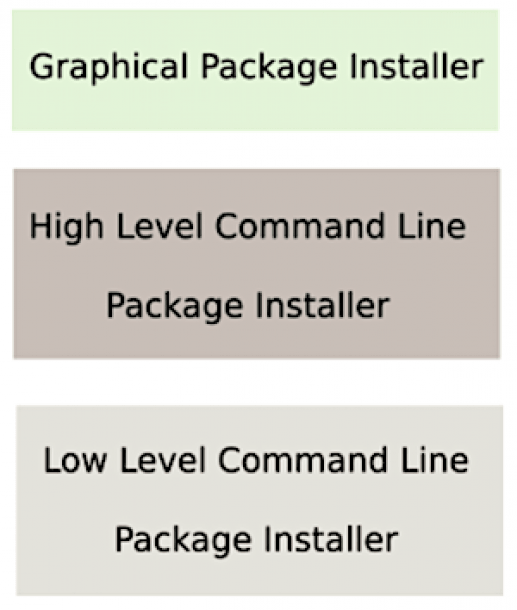 Graphical Package Installer
High Level Command Line
Package Installer
Low Level Command Line
Package Installer